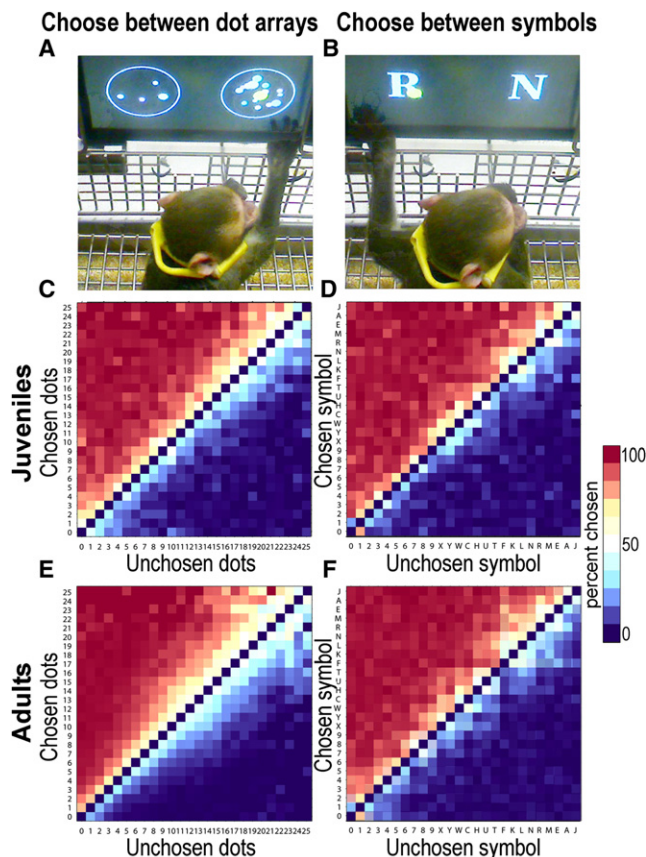 Choose between dot arrays
Choose between symbols
A
B
R N
C
D
Juveniles
Chosen dots
25
24
23
22
21
20
19
18
17
16
15
14
13
12
11
10
9
8
7
6
5
4
3
2
1
0
0 1 2 3 4 5 6 7 8 9 10 11 12 13 14 15 16 17 18 19 20 21 22 23 24 25
Unchosen dots
Chosen symbol
J
A
E
M
R
N
L
K
F
T
U
H
C
W
Y
X
9
8
7
6
5
4
3
2
1
0
0 1 2 3 4 5 6 7 8 9 X Y W C H U T F K L N R M E A J
Unchosen symbol
100
50
0
percent chosen
E
F
Adults
Chosen dots
25
24
23
22
21
20
19
18
17
16
15
14
13
12
11
10
9
8
7
6
5
4
3
2
1
0
0 1 2 3 4 5 6 7 8 9 10 11 12 13 14 15 16 17 18 19 20 21 22 23 24 25
Unchosen dots
Chosen symbol
J
A
E
M
R
N
L
K
F
T
U
H
C
W
Y
X
9
8
7
6
5
4
3
2
1
0
0 1 2 3 4 5 6 7 8 9 X Y W C H U T F K L N R M E A J
Unchosen symbol